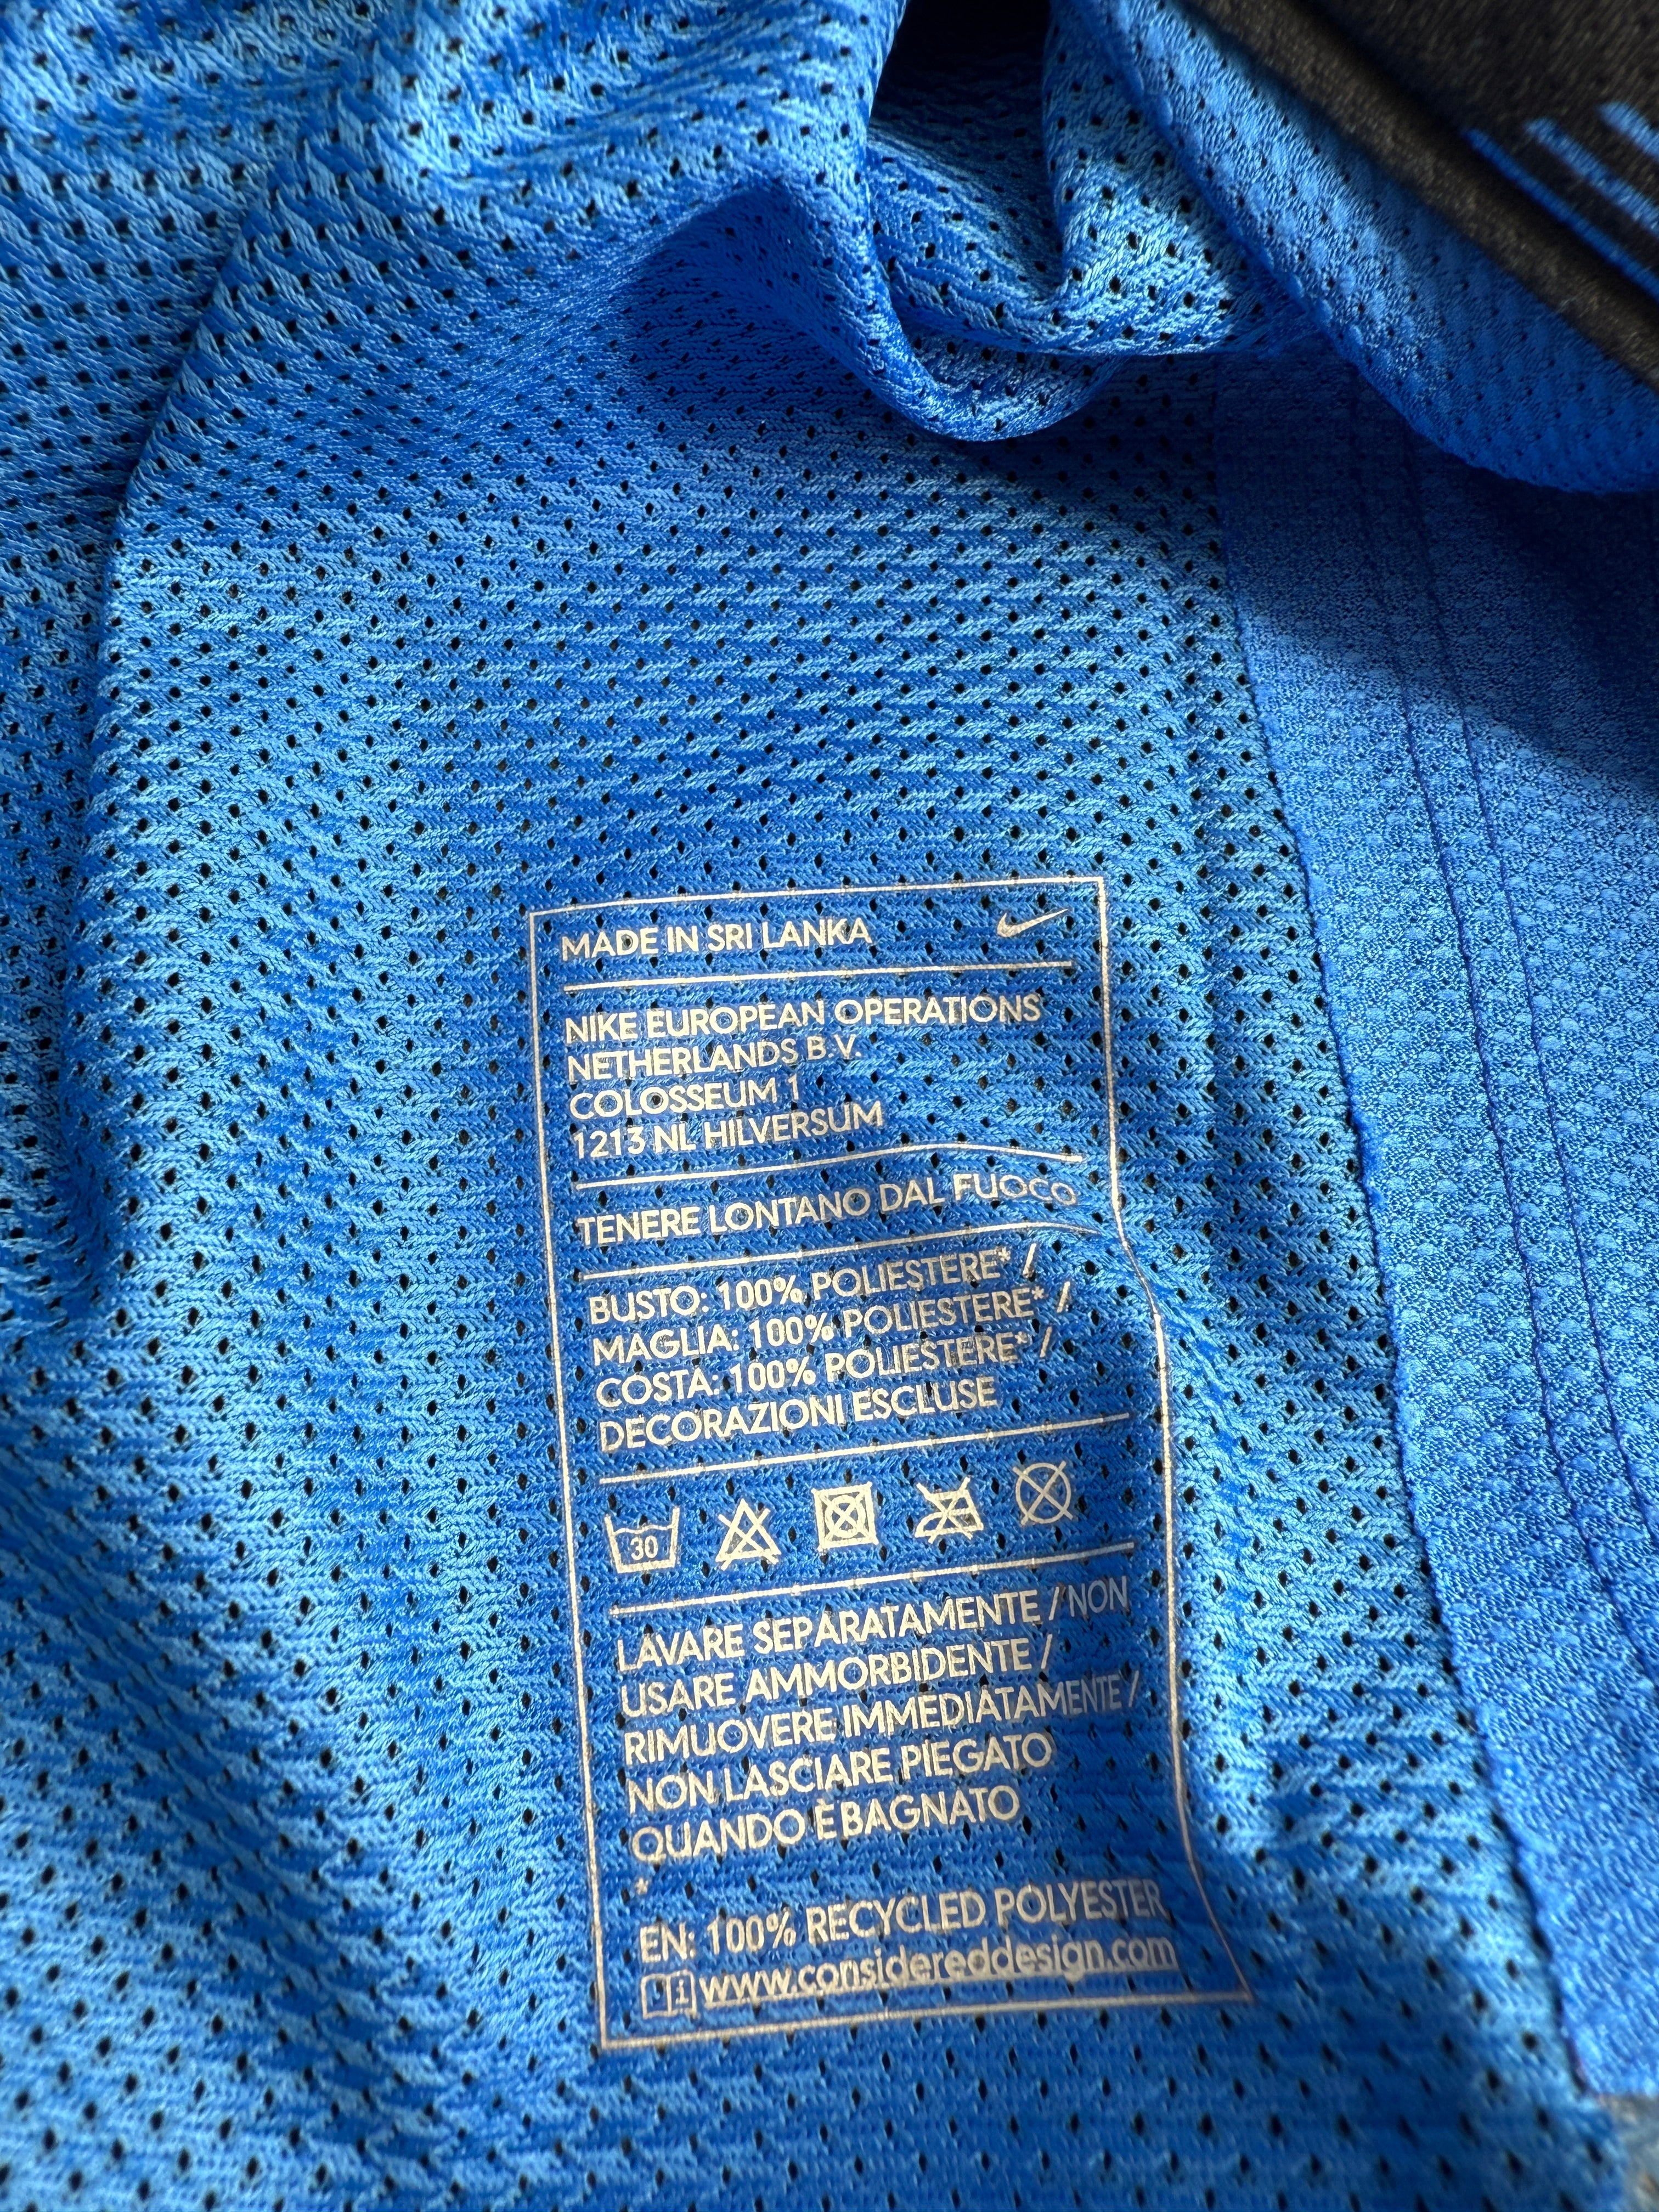 MADE IN SRI LANKA
NIKE EUROPEAN OPERATIONS
NETHERLANDS B.V.
COLOSSEUM 1
1213 NL HILVERSUM
TENERE LONTANO DAL FUOCO
BUSTO: 100% POLIESTERE* /
MAGLIA: 100% POLIESTERE* /
COSTA: 100% POLIESTERE* /
DECORAZIONI ESCLUSE
30
LAVARE SEPARATAMENTE / NON
USARE AMMORBIDENTE /
RIMUOVERE IMMEDIATAMENTE /
NON LASCIARE PIEGATO
QUANDO È BAGNATO
*
EN: 100% RECYCLED POLYESTER
www.considereddesign.com